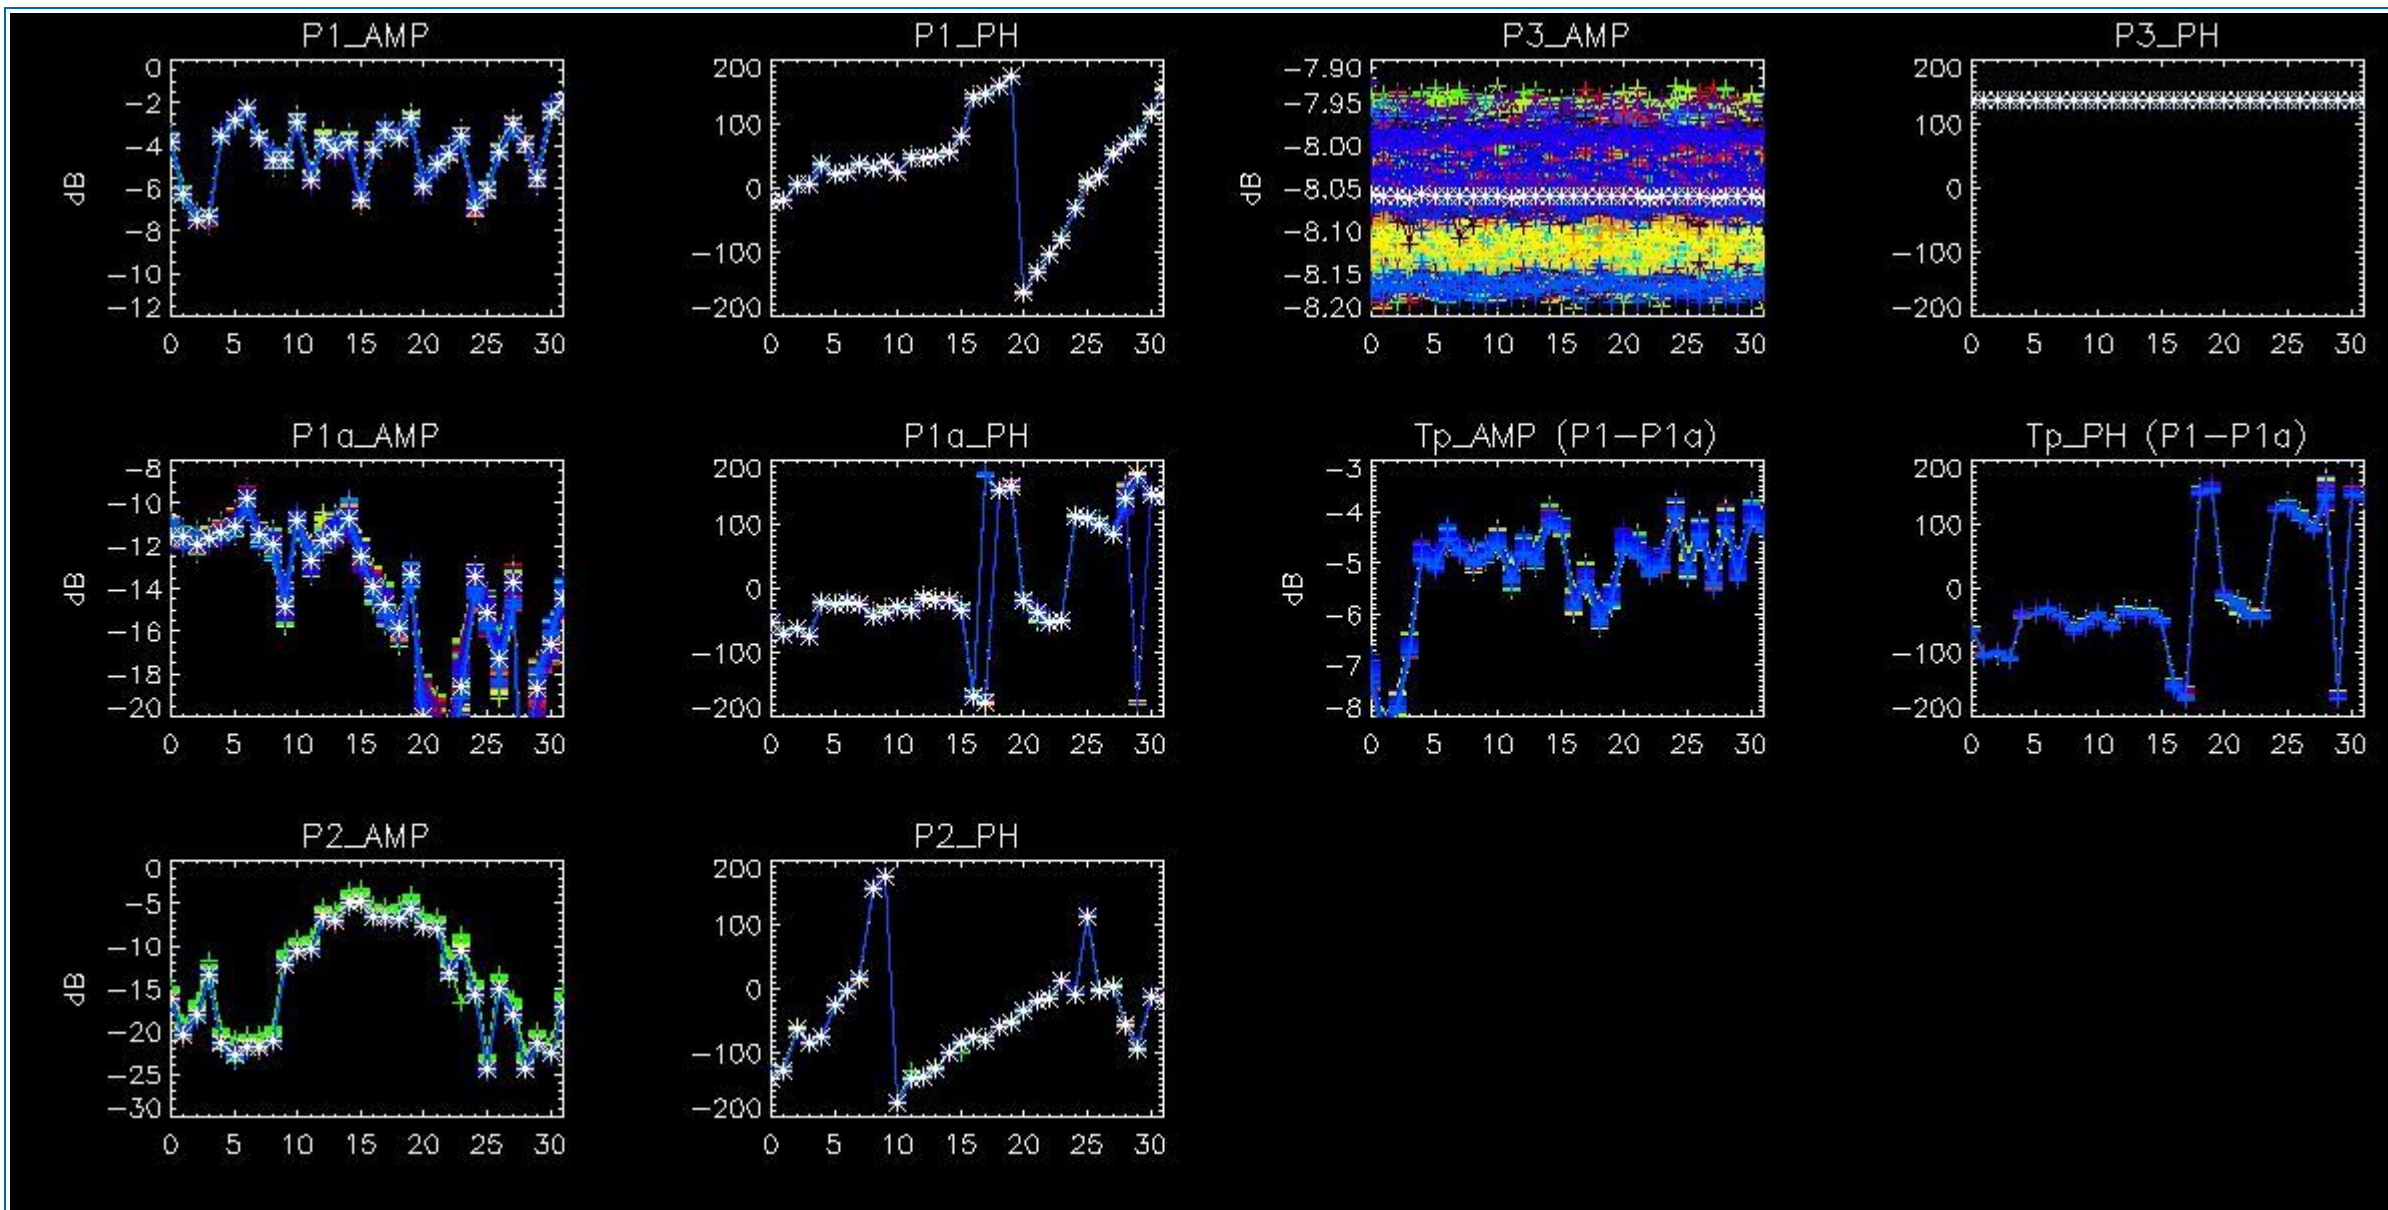 P1_AMP P1_PH P3_AMP P3_PH
0 200 -7.90 200
-2 100 -7.95 100
-4 0 -8.00 0
-6 -100 -8.05 -100
-8 -200 -8.10 -200
-10 -8.15
-12 -8.20
dB dB
0 5 10 15 20 25 30 0 5 10 15 20 25 30 0 5 10 15 20 25 30 0 5 10 15 20 25 30
P1a_AMP P1a_PH Tp_AMP (P1-P1a) Tp_PH (P1-P1a)
-8 200 -3 200
-10 100 -4 100
-12 0 -5 0
-14 -100 -6 -100
-16 -200 -7 -200
-18 -8
-20
dB dB
0 5 10 15 20 25 30 0 5 10 15 20 25 30 0 5 10 15 20 25 30 0 5 10 15 20 25 30
P2_AMP P2_PH
0 200
-5 100
-10 0
-15 -100
-20 -200
-25
-30
dB
0 5 10 15 20 25 30 0 5 10 15 20 25 30